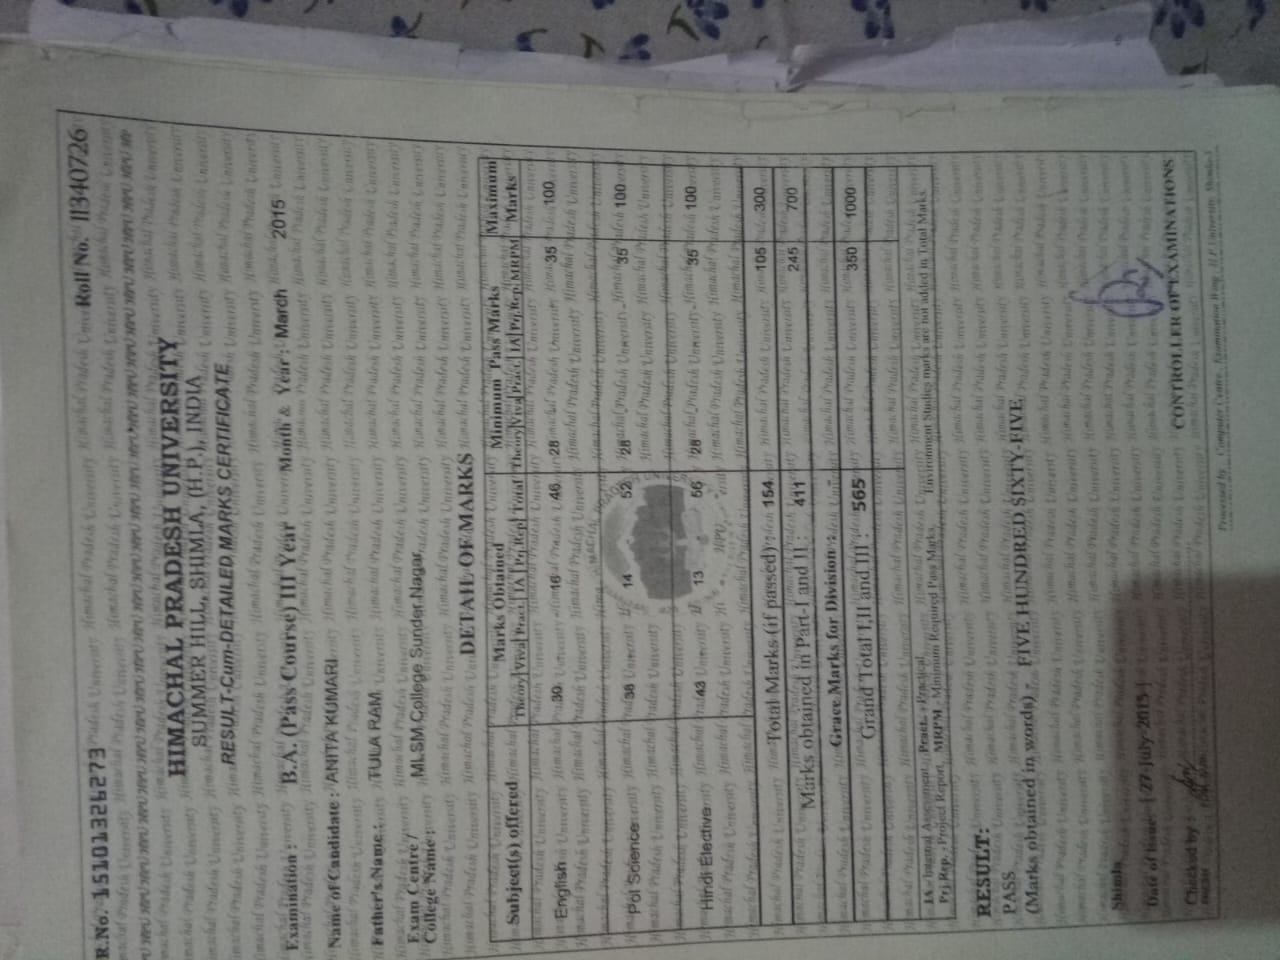 R.No. 15101326273
Roll No. 11340726
HIMACHAL PRADESH UNIVERSITY
SUMMER HILL, SHIMLA, (H.P.), INDIA
RESULT-Cum-DETAILED MARKS CERTIFICATE
Examination : B.A. (Pass Course) III Year Month & Year : March 2015
Name of Candidate : ANITA KUMARI
Father's Name : TULA RAM
Exam Centre /
College Name : MLSM College Sunder Nagar
DETAIL OF MARKS
Subject(s) offered Marks Obtained Minimum Pass Marks Maximum Marks
Theory Viva Pract. IA Prj.Rep Total Theory Viva Pract. IA Prj.Rep. MRPM
English 30 16 46 28 35 100
Pol Science 38 14 52 28 35 100
Hindi Elective 43 13 56 28 35 100
HPU
Total Marks (if passed) : 154 105 300
Marks obtained in Part-I and II : 411 245 700
Grace Marks for Division :
Grand Total I,II and III : 565 350 1000
IA - Internal Assessment, Pract. - Practical, Environment Studies marks are not added in Total Marks.
Prj.Rep. - Project Report, MRPM - Minimum Required Pass Marks.
RESULT:
PASS
(Marks obtained in words) - FIVE HUNDRED SIXTY-FIVE
Shimla
Date of Issue: [ 27-July-2015 ]
Checked by :
CONTROLLER OF EXAMINATIONS
Processed by Computer Centre, Examination Wing, H.P. University, Shimla-5